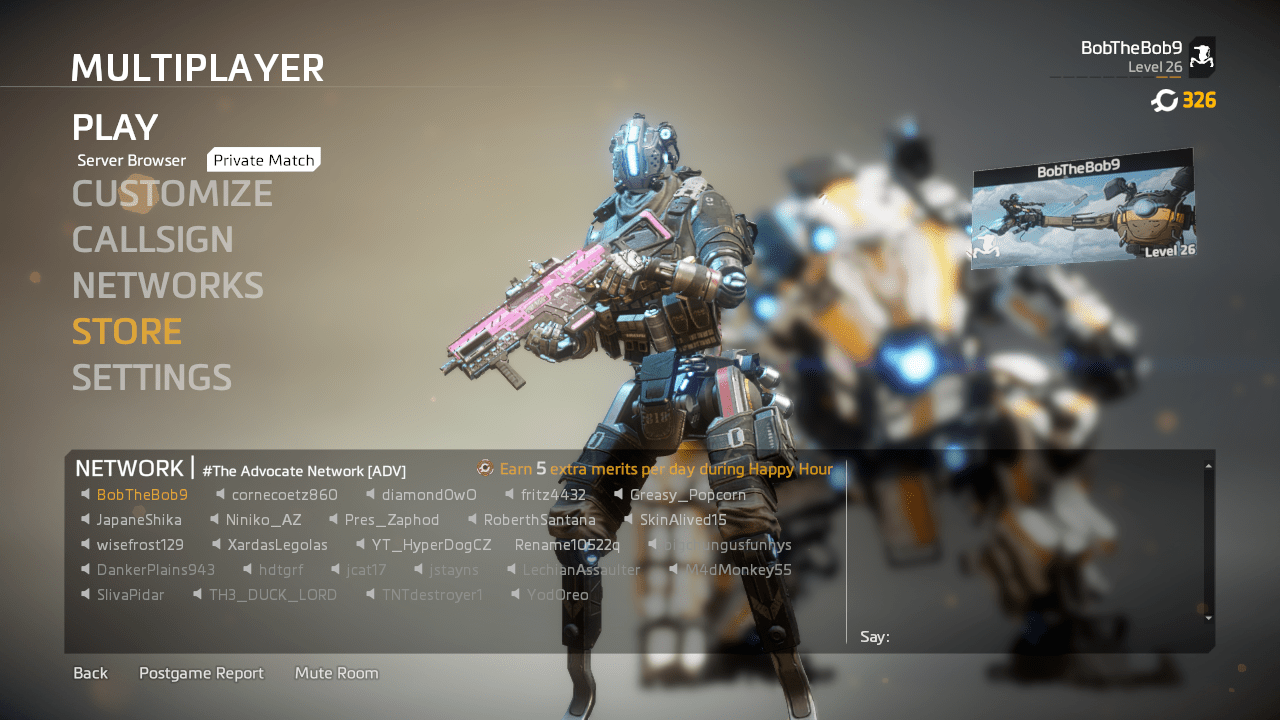 MULTIPLAYER
BobTheBob9
Level 26
326
PLAY
Server Browser Private Match
CUSTOMIZE
CALLSIGN
NETWORKS
STORE
SETTINGS
BobTheBob9
Level 26
NETWORK | #The Advocate Network [ADV] Earn 5 extra merits per day during Happy Hour
BobTheBob9 cornecoetz860 diamondOwO fritz4432 Greasy_Popcorn
JapaneShika Niniko_AZ Pres_Zaphod RoberthSantana SkinAlived15
wisefrost129 XardasLegolas YT_HyperDogCZ Rename10522q
DankerPlains943 hdtgrf jcat17 jstayns LechianAssaulter M4dMonkey55
SlivaPidar TH3_DUCK_LORD TNTdestroyer1 YodOreo
Say:
Back Postgame Report Mute Room